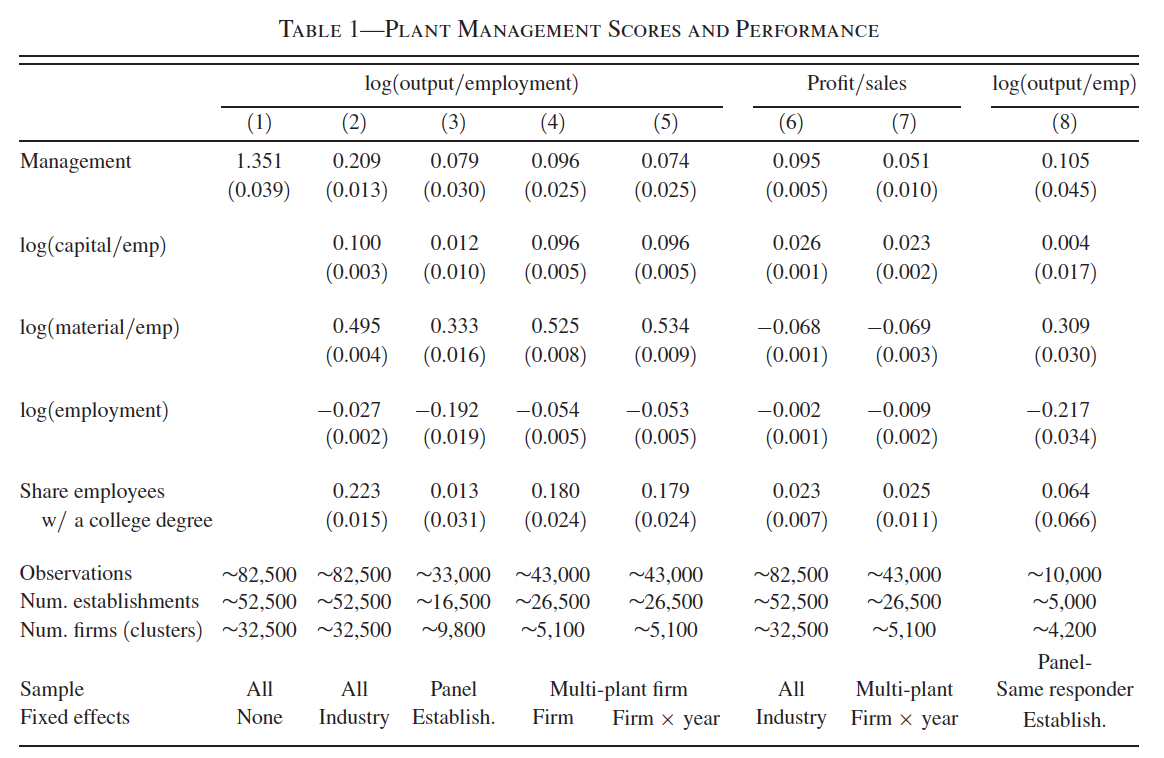 TABLE 1—PLANT MANAGEMENT SCORES AND PERFORMANCE
log(output/employment) Profit/sales log(output/emp)
(1) (2) (3) (4) (5) (6) (7) (8)
Management 1.351 0.209 0.079 0.096 0.074 0.095 0.051 0.105
(0.039) (0.013) (0.030) (0.025) (0.025) (0.005) (0.010) (0.045)
log(capital/emp) 0.100 0.012 0.096 0.096 0.026 0.023 0.004
(0.003) (0.010) (0.005) (0.005) (0.001) (0.002) (0.017)
log(material/emp) 0.495 0.333 0.525 0.534 −0.068 −0.069 0.309
(0.004) (0.016) (0.008) (0.009) (0.001) (0.003) (0.030)
log(employment) −0.027 −0.192 −0.054 −0.053 −0.002 −0.009 −0.217
(0.002) (0.019) (0.005) (0.005) (0.001) (0.002) (0.034)
Share employees 0.223 0.013 0.180 0.179 0.023 0.025 0.064
w/ a college degree (0.015) (0.031) (0.024) (0.024) (0.007) (0.011) (0.066)
Observations ~82,500 ~82,500 ~33,000 ~43,000 ~43,000 ~82,500 ~43,000 ~10,000
Num. establishments ~52,500 ~52,500 ~16,500 ~26,500 ~26,500 ~52,500 ~26,500 ~5,000
Num. firms (clusters) ~32,500 ~32,500 ~9,800 ~5,100 ~5,100 ~32,500 ~5,100 ~4,200
Panel-
Sample All All Panel Multi-plant firm All Multi-plant Same responder
Fixed effects None Industry Establish. Firm Firm × year Industry Firm × year Establish.